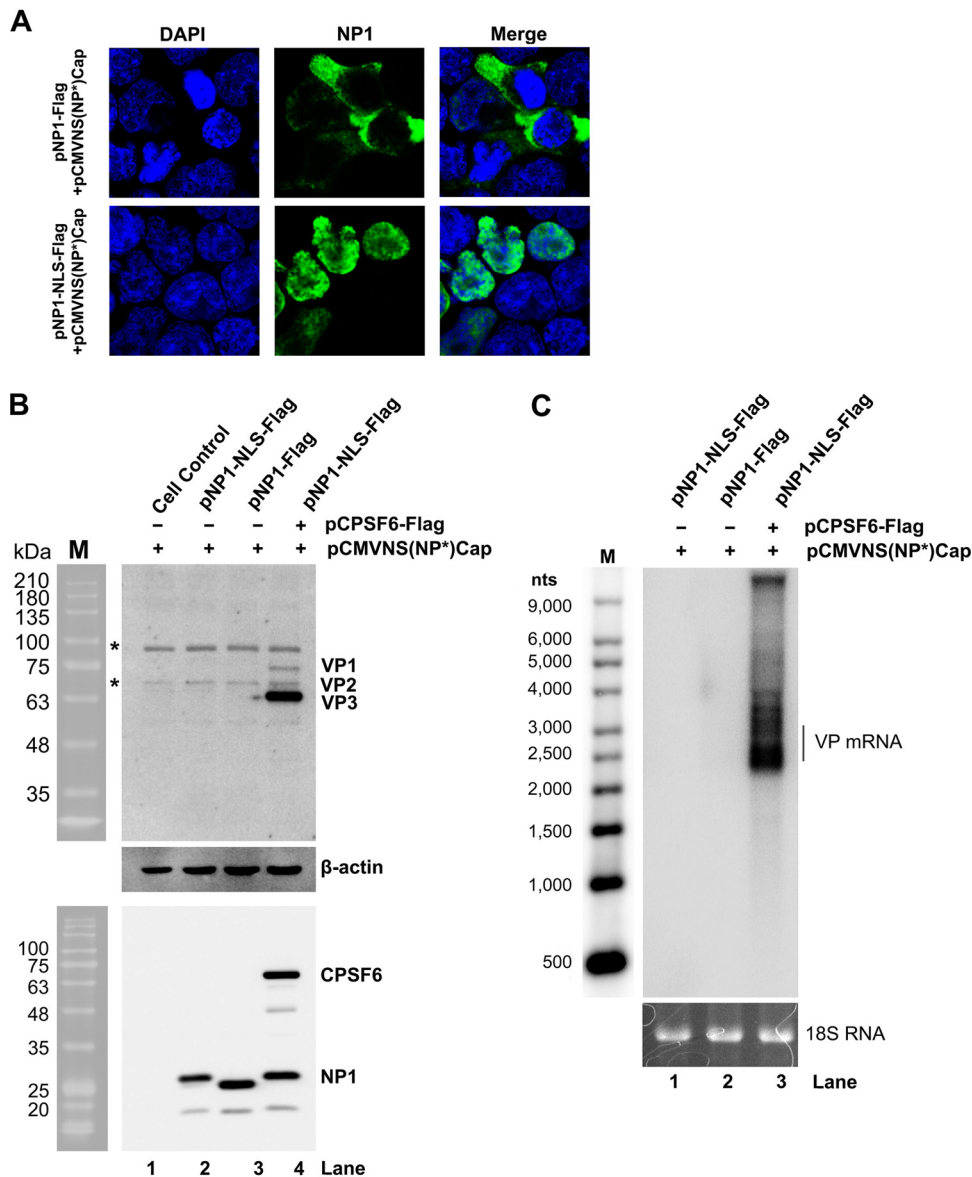 A
DAPI NP1 Merge
pNP1-Flag
+pCMVNS(NP*)Cap
pNP1-NLS-Flag
+pCMVNS(NP*)Cap
B
Cell Control
pNP1-NLS-Flag
pNP1-Flag
pNP1-NLS-Flag
– – – + pCPSF6-Flag
+ + + + pCMVNS(NP*)Cap
kDa M
210
180
135
100 *
75 VP1
* VP2
63 VP3
48
35
β-actin
100
75 CPSF6
63
48
35
NP1
25
20
1 2 3 4 Lane
C
pNP1-NLS-Flag
pNP1-Flag
pNP1-NLS-Flag
– – + pCPSF6-Flag
+ + + pCMVNS(NP*)Cap
M
nts
9,000
6,000
5,000
4,000
3,000
VP mRNA
2,500
2,000
1,500
1,000
500
18S RNA
1 2 3 Lane